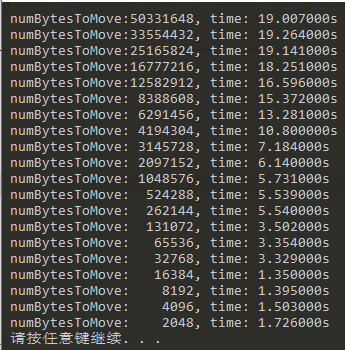 numBytesToMove:50331648, time: 19.007000s
numBytesToMove:33554432, time: 19.264000s
numBytesToMove:25165824, time: 19.141000s
numBytesToMove:16777216, time: 18.251000s
numBytesToMove:12582912, time: 16.596000s
numBytesToMove: 8388608, time: 15.372000s
numBytesToMove: 6291456, time: 13.281000s
numBytesToMove: 4194304, time: 10.800000s
numBytesToMove: 3145728, time: 7.184000s
numBytesToMove: 2097152, time: 6.140000s
numBytesToMove: 1048576, time: 5.731000s
numBytesToMove:  524288, time: 5.539000s
numBytesToMove:  262144, time: 5.540000s
numBytesToMove:  131072, time: 3.502000s
numBytesToMove:   65536, time: 3.354000s
numBytesToMove:   32768, time: 3.329000s
numBytesToMove:   16384, time: 1.350000s
numBytesToMove:    8192, time: 1.395000s
numBytesToMove:    4096, time: 1.503000s
numBytesToMove:    2048, time: 1.726000s
请按任意键继续. . .